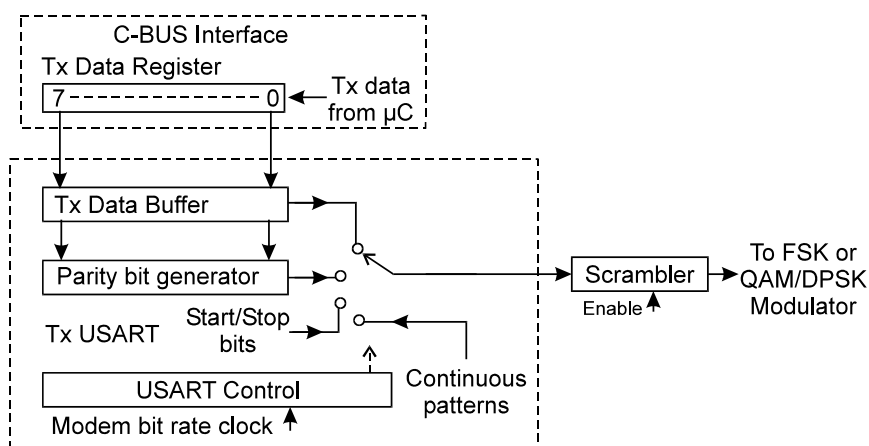 C-BUS Interface
Tx Data Register
7
0
Tx data
from µC
Tx Data Buffer
Parity bit generator
Start/Stop
bits
Tx USART
USART Control
Modem bit rate clock
Continuous
patterns
Scrambler
Enable
To FSK or
QAM/DPSK
Modulator